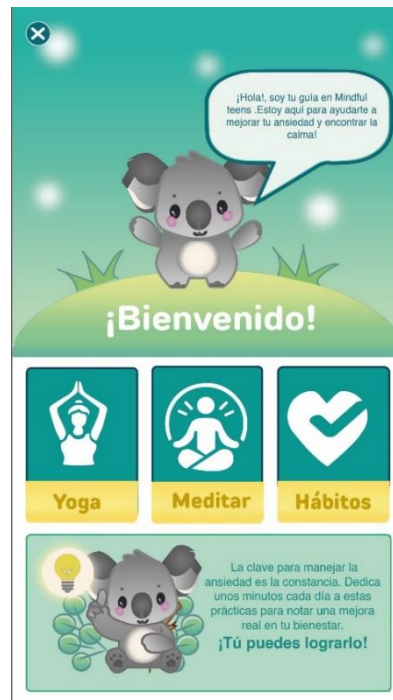 ¡Hola!, soy tu guía en Mindful
teens .Estoy aquí para ayudarte a
mejorar tu ansiedad y encontrar la
calma!
¡Bienvenido!
Yoga
Meditar
Hábitos
La clave para manejar la
ansiedad es la constancia. Dedica
unos minutos cada día a estas
prácticas para notar una mejora
real en tu bienestar.
¡Tú puedes lograrlo!